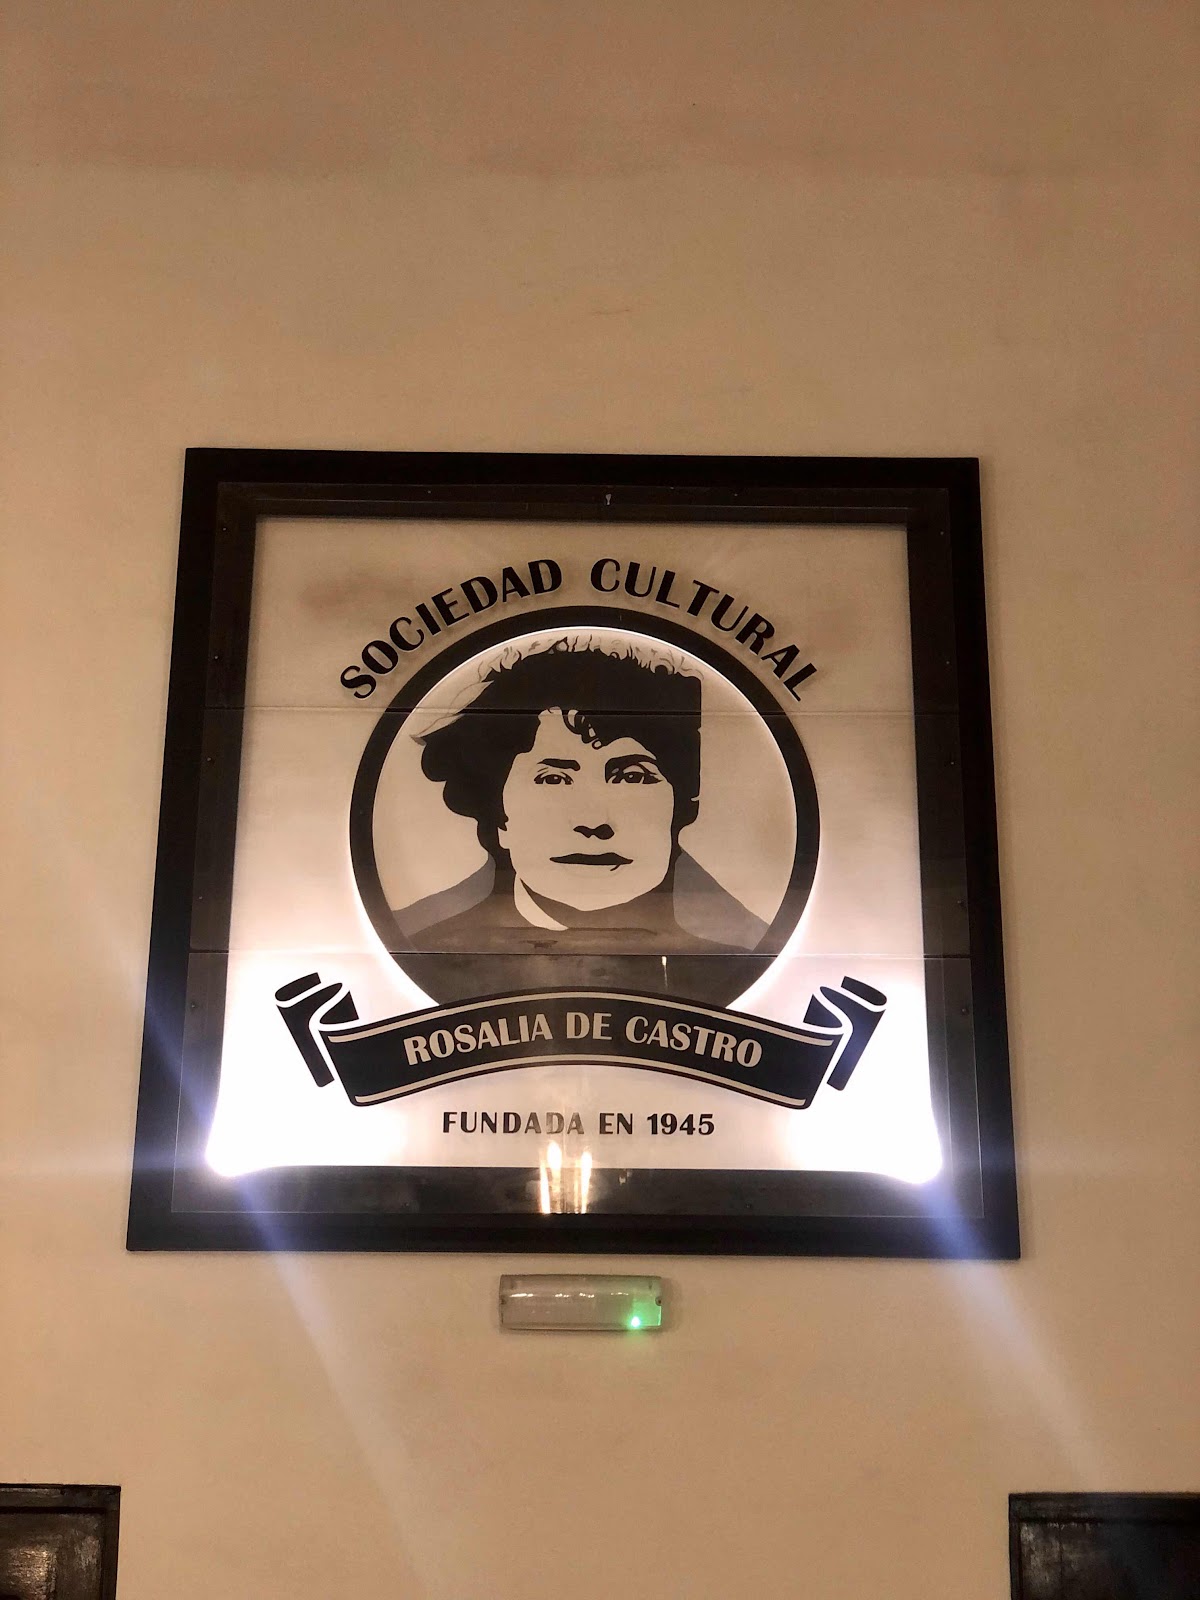 SOCIEDAD CULTURAL
ROSALIA DE CASTRO
FUNDADA EN 1945